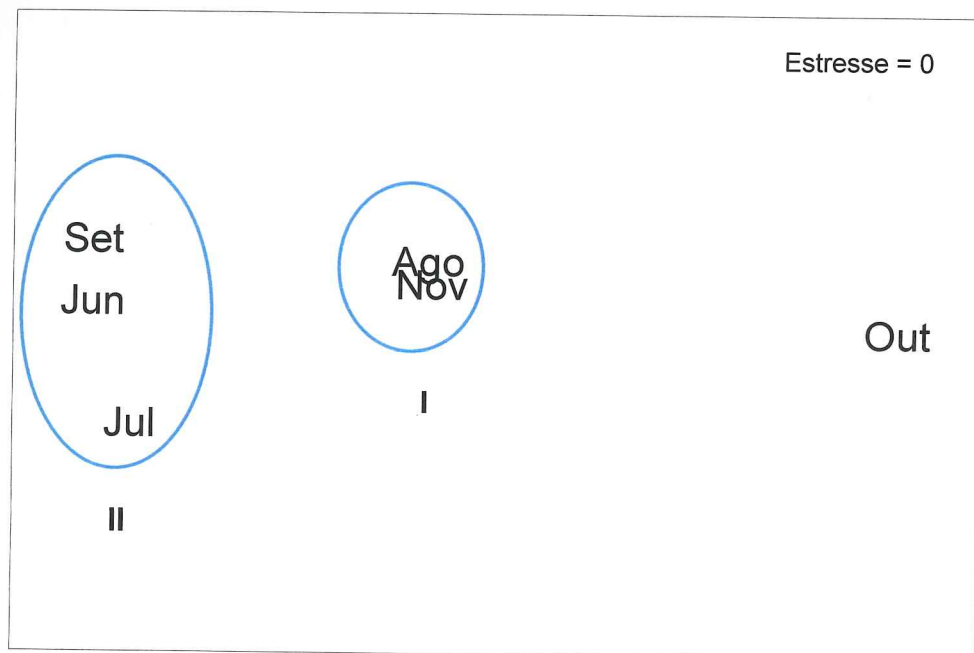 Estresse = 0
Set
Ago
Nov
Jun
Out
I
Jul
II